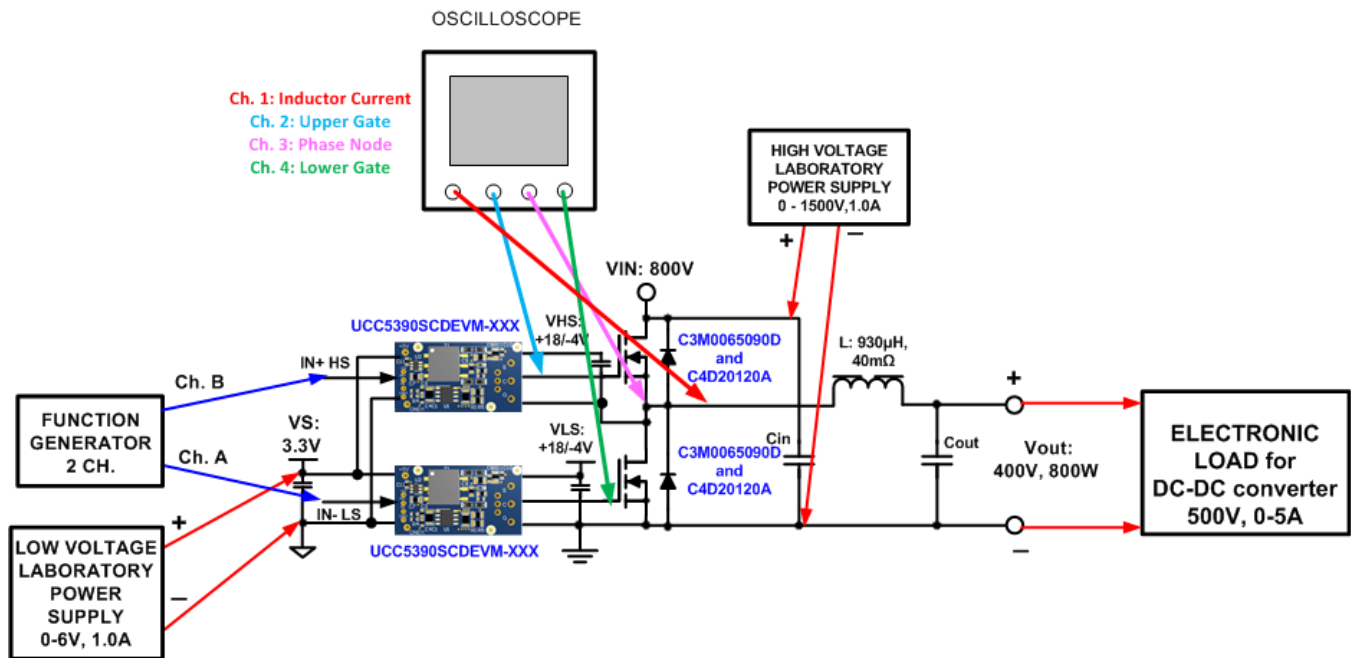 OSCILLOSCOPE
Ch. 1: Inductor Current
Ch. 2: Upper Gate
Ch. 3: Phase Node
Ch. 4: Lower Gate
HIGH VOLTAGE
LABORATORY
POWER SUPPLY
0 - 1500V,1.0A
+
–
VIN: 800V
UCC5390SCDEVM-XXX
VHS:
+18/-4V
C3M0065090D
and
C4D20120A
L: 930µH,
40mΩ
IN+ HS
Ch. B
FUNCTION
GENERATOR
2 CH.
VS:
3.3V
Ch. A
VLS:
+18/-4V
C3M0065090D
and
C4D20120A
Cin
Cout
+
Vout:
400V, 800W
–
ELECTRONIC
LOAD for
DC-DC converter
500V, 0-5A
IN- LS
UCC5390SCDEVM-XXX
+
–
LOW VOLTAGE
LABORATORY
POWER
SUPPLY
0-6V, 1.0A